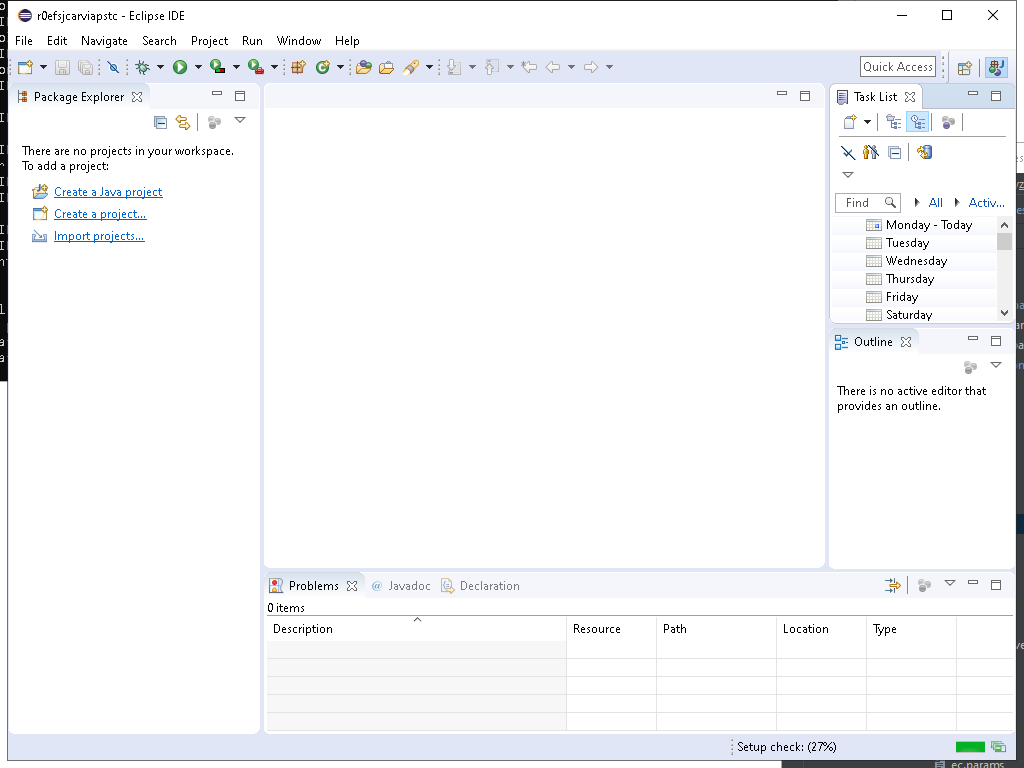 r0efsjcarviapstc - Eclipse IDE
File Edit Navigate Search Project Run Window Help
Quick Access
Package Explorer
There are no projects in your workspace.
To add a project:
Create a Java project
Create a project...
Import projects...
Task List
Find All Activ...
Monday - Today
Tuesday
Wednesday
Thursday
Friday
Saturday
Outline
There is no active editor that
provides an outline.
Problems @ Javadoc Declaration
0 items
Description Resource Path Location Type
Setup check: (27%)
ec.params